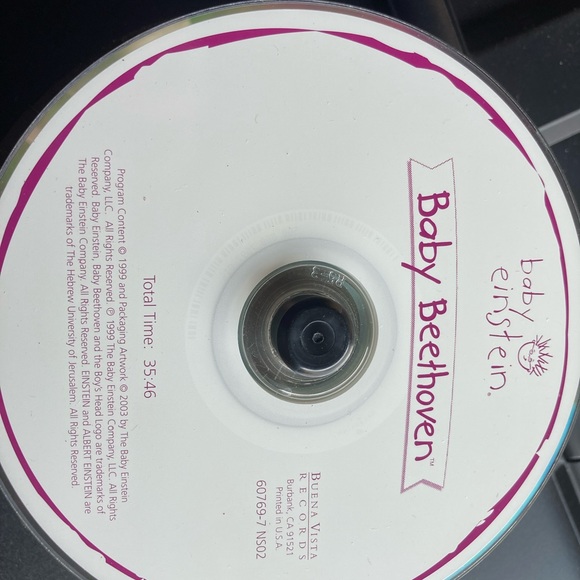 baby
einstein®
Baby Beethoven™
BUENA VISTA
RECORDS
Burbank, CA 91521
Printed in U.S.A.
60769-7 NS02
Total Time: 35:46
Program Content © 1999 and Packaging Artwork © 2003 by The Baby Einstein
Company, LLC. All Rights Reserved. ℗ 1999 The Baby Einstein Company, LLC. All Rights
Reserved. Baby Einstein, Baby Beethoven and the Boy's Head Logo are trademarks of
The Baby Einstein Company. All Rights Reserved. EINSTEIN and ALBERT EINSTEIN are
trademarks of The Hebrew University of Jerusalem. All Rights Reserved.